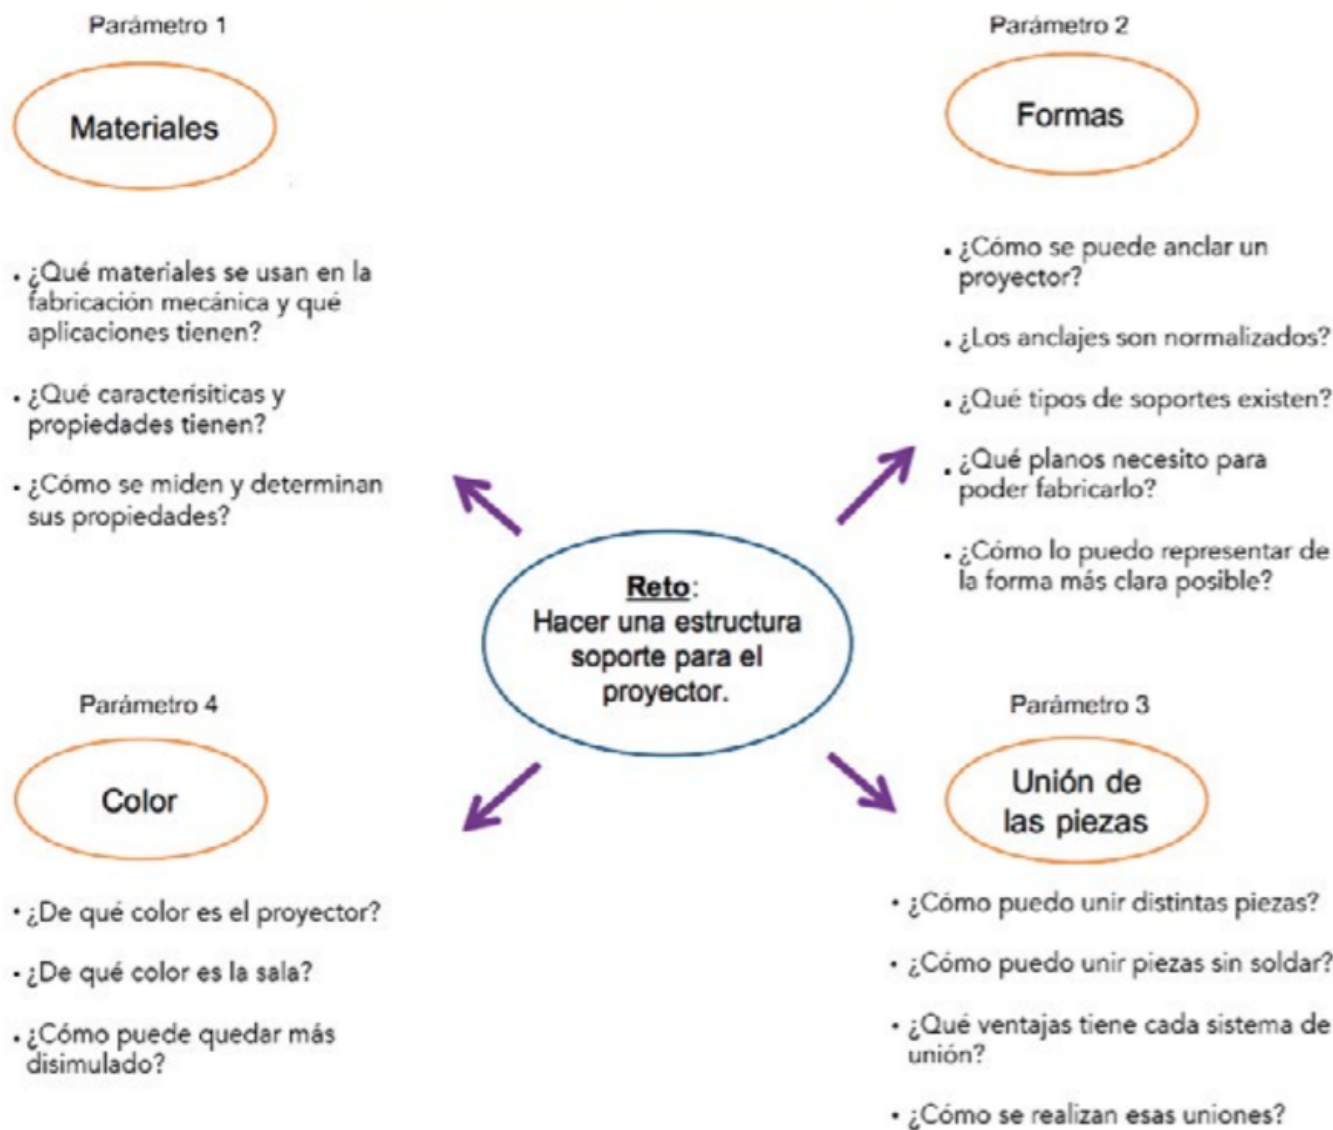 Parámetro 1
Materiales
• ¿Qué materiales se usan en la
fabricación mecánica y qué
aplicaciones tienen?
• ¿Qué caracterísiticas y
propiedades tienen?
• ¿Cómo se miden y determinan
sus propiedades?
Parámetro 2
Formas
• ¿Cómo se puede anclar un
proyector?
• ¿Los anclajes son normalizados?
• ¿Qué tipos de soportes existen?
• ¿Qué planos necesito para
poder fabricarlo?
• ¿Cómo lo puedo representar de
la forma más clara posible?
Reto:
Hacer una estructura
soporte para el
proyector.
Parámetro 4
Color
• ¿De qué color es el proyector?
• ¿De qué color es la sala?
• ¿Cómo puede quedar más
disimulado?
Parámetro 3
Unión de
las piezas
• ¿Cómo puedo unir distintas piezas?
• ¿Cómo puedo unir piezas sin soldar?
• ¿Qué ventajas tiene cada sistema de
unión?
• ¿Cómo se realizan esas uniones?